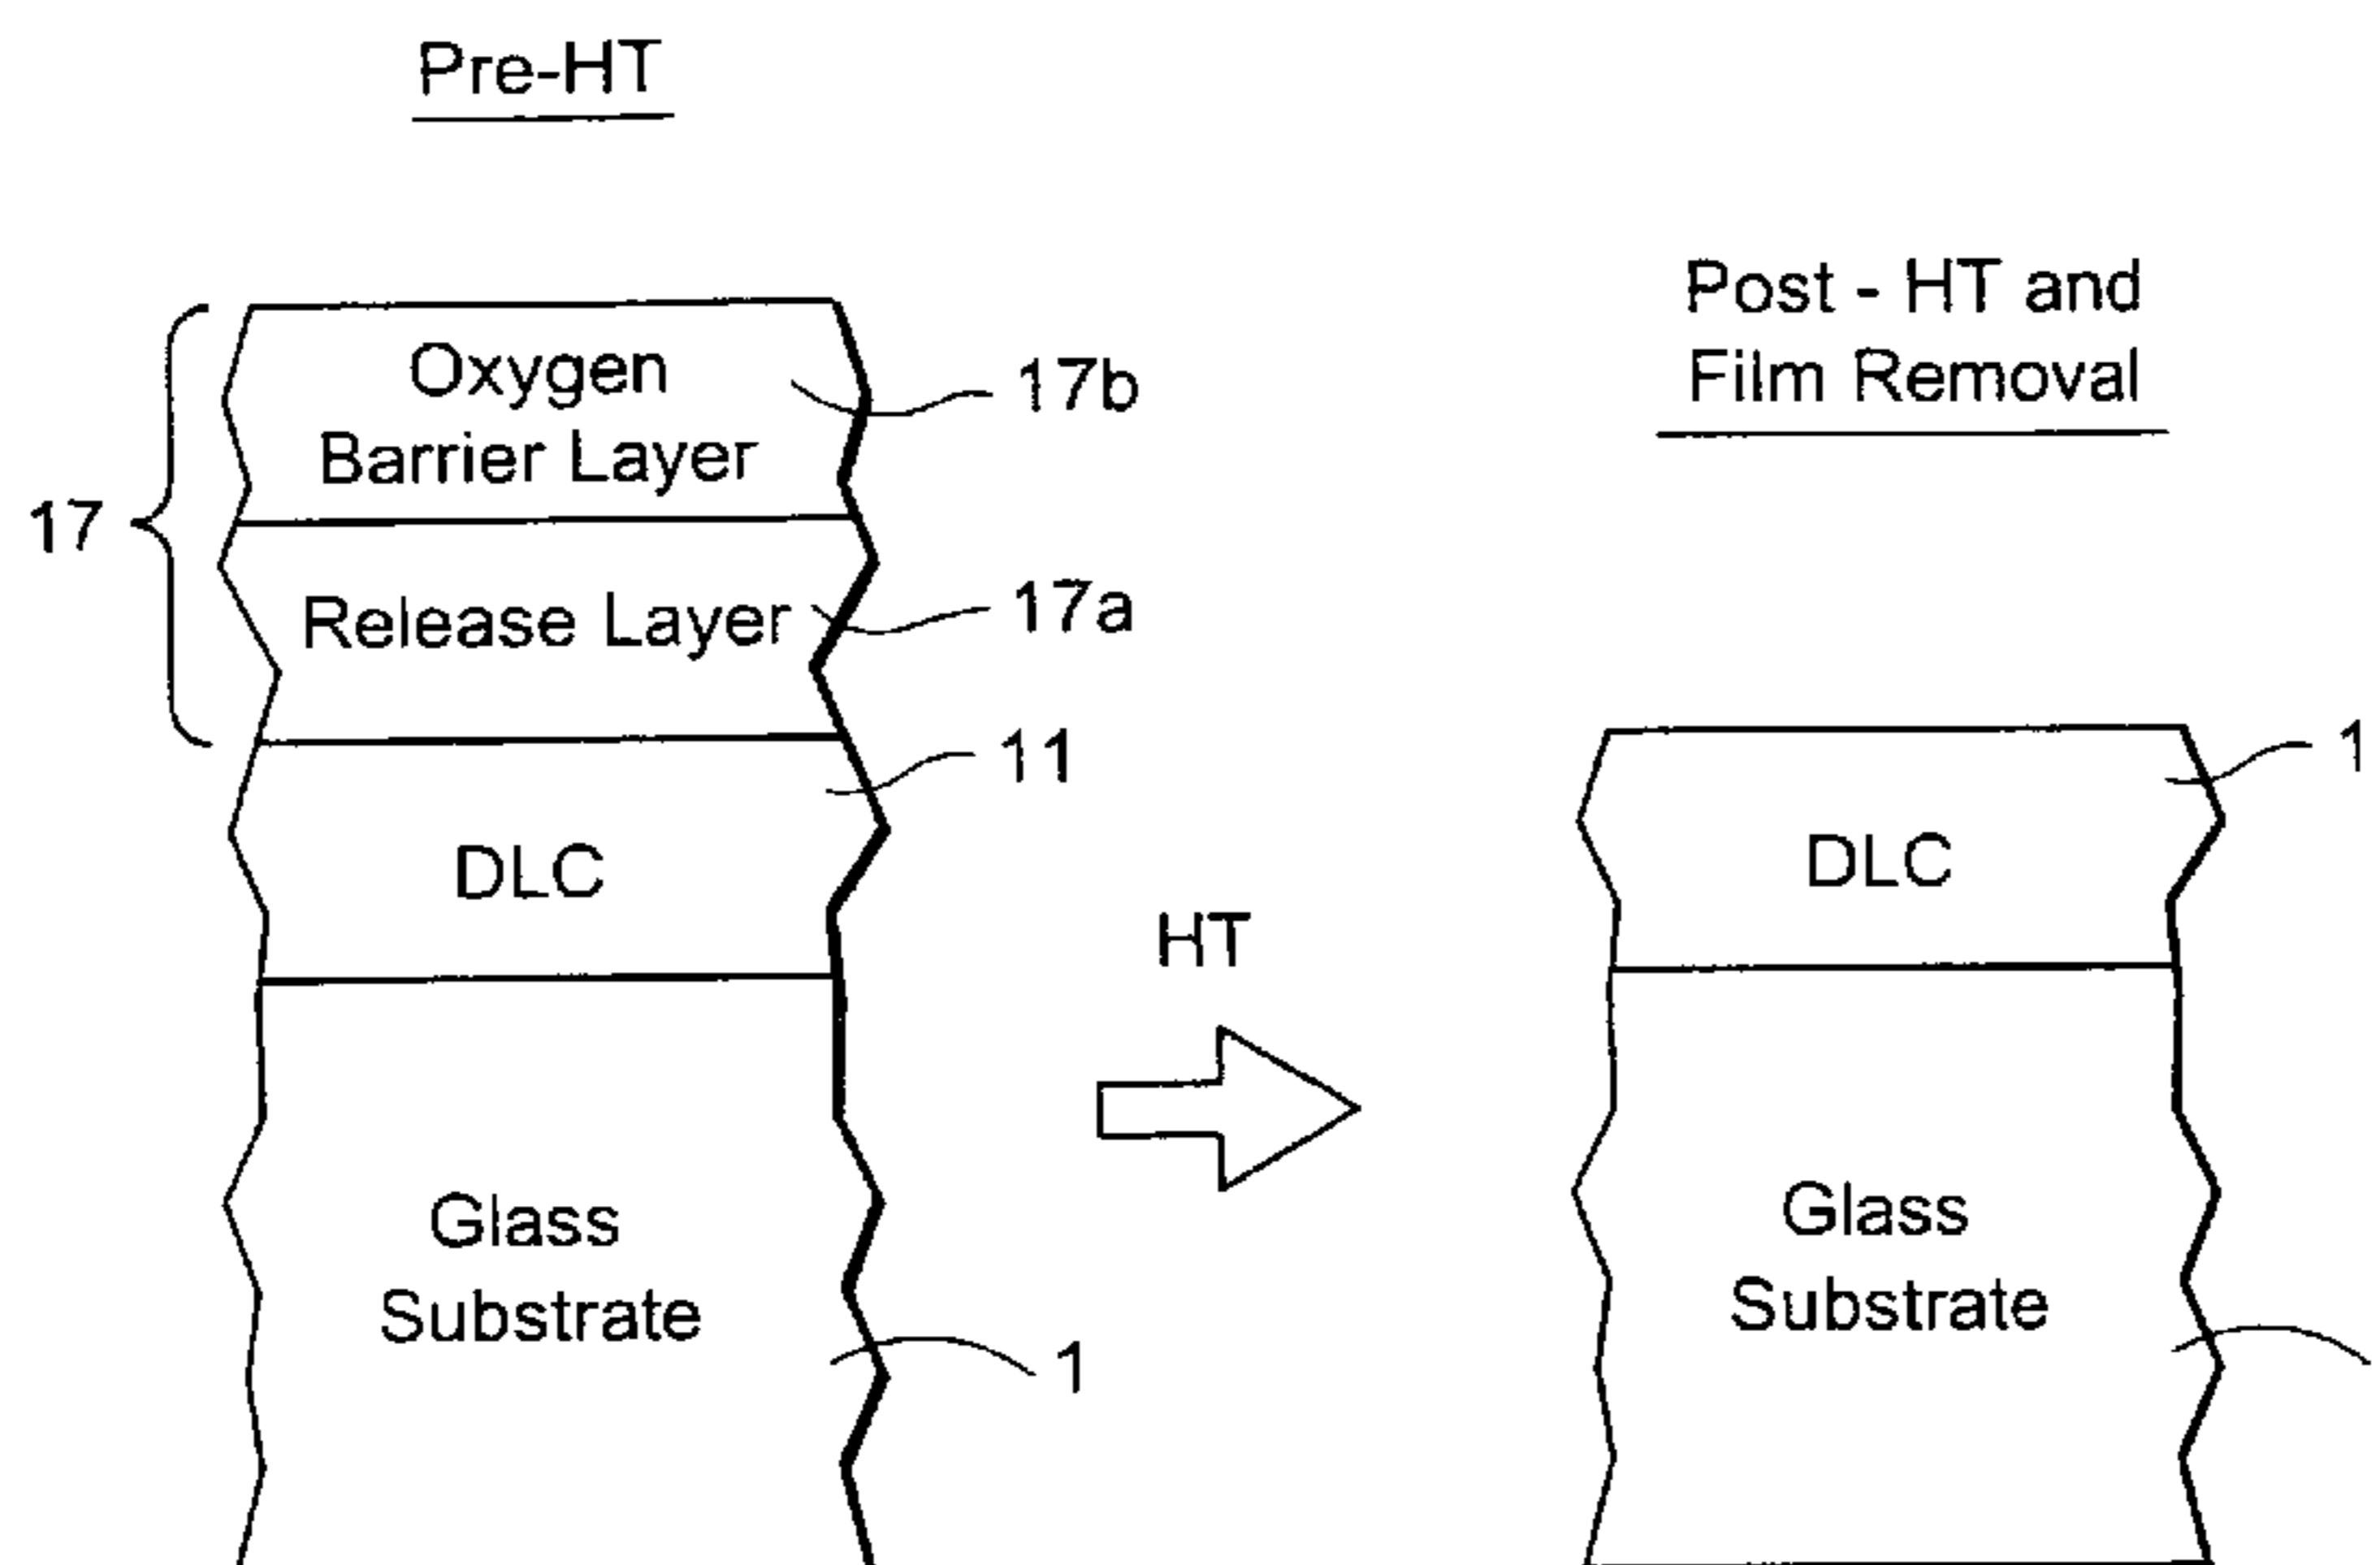 Pre-HT
Post - HT and
Film Removal
Oxygen
Barrier Layer
17b
17
Release Layer
17a
11
DLC
1
DLC
HT
Glass
Substrate
1
Glass
Substrate